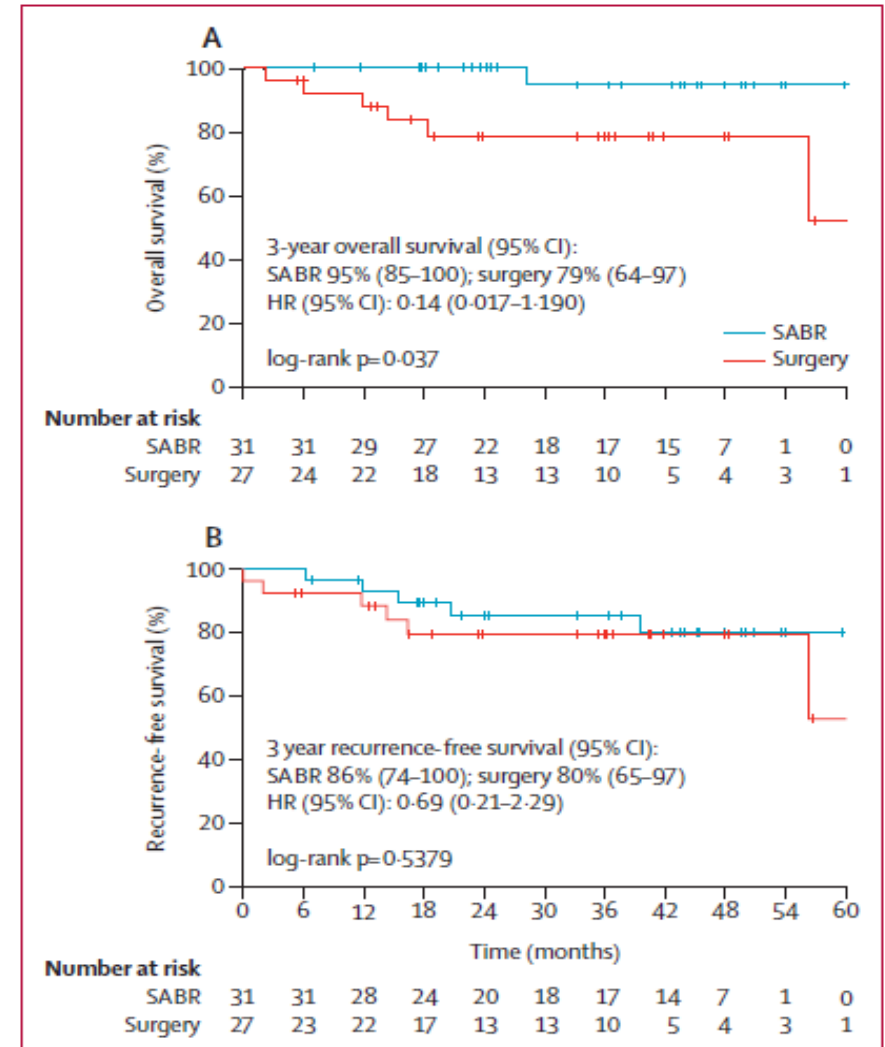 A
100
80
60
40
20
0
Overall survival (%)
3-year overall survival (95% CI):
SABR 95% (85–100); surgery 79% (64–97)
HR (95% CI): 0·14 (0·017–1·190)
log-rank p=0·037
SABR
Surgery
Number at risk
SABR 31 31 29 27 22 18 17 15 7 1 0
Surgery 27 24 22 18 13 13 10 5 4 3 1
B
100
80
60
40
20
0
Recurrence-free survival (%)
3 year recurrence-free survival (95% CI):
SABR 86% (74–100); surgery 80% (65–97)
HR (95% CI): 0·69 (0·21–2·29)
log-rank p=0·5379
0 6 12 18 24 30 36 42 48 54 60
Time (months)
Number at risk
SABR 31 31 28 24 20 18 17 14 7 1 0
Surgery 27 23 22 17 13 13 10 5 4 3 1